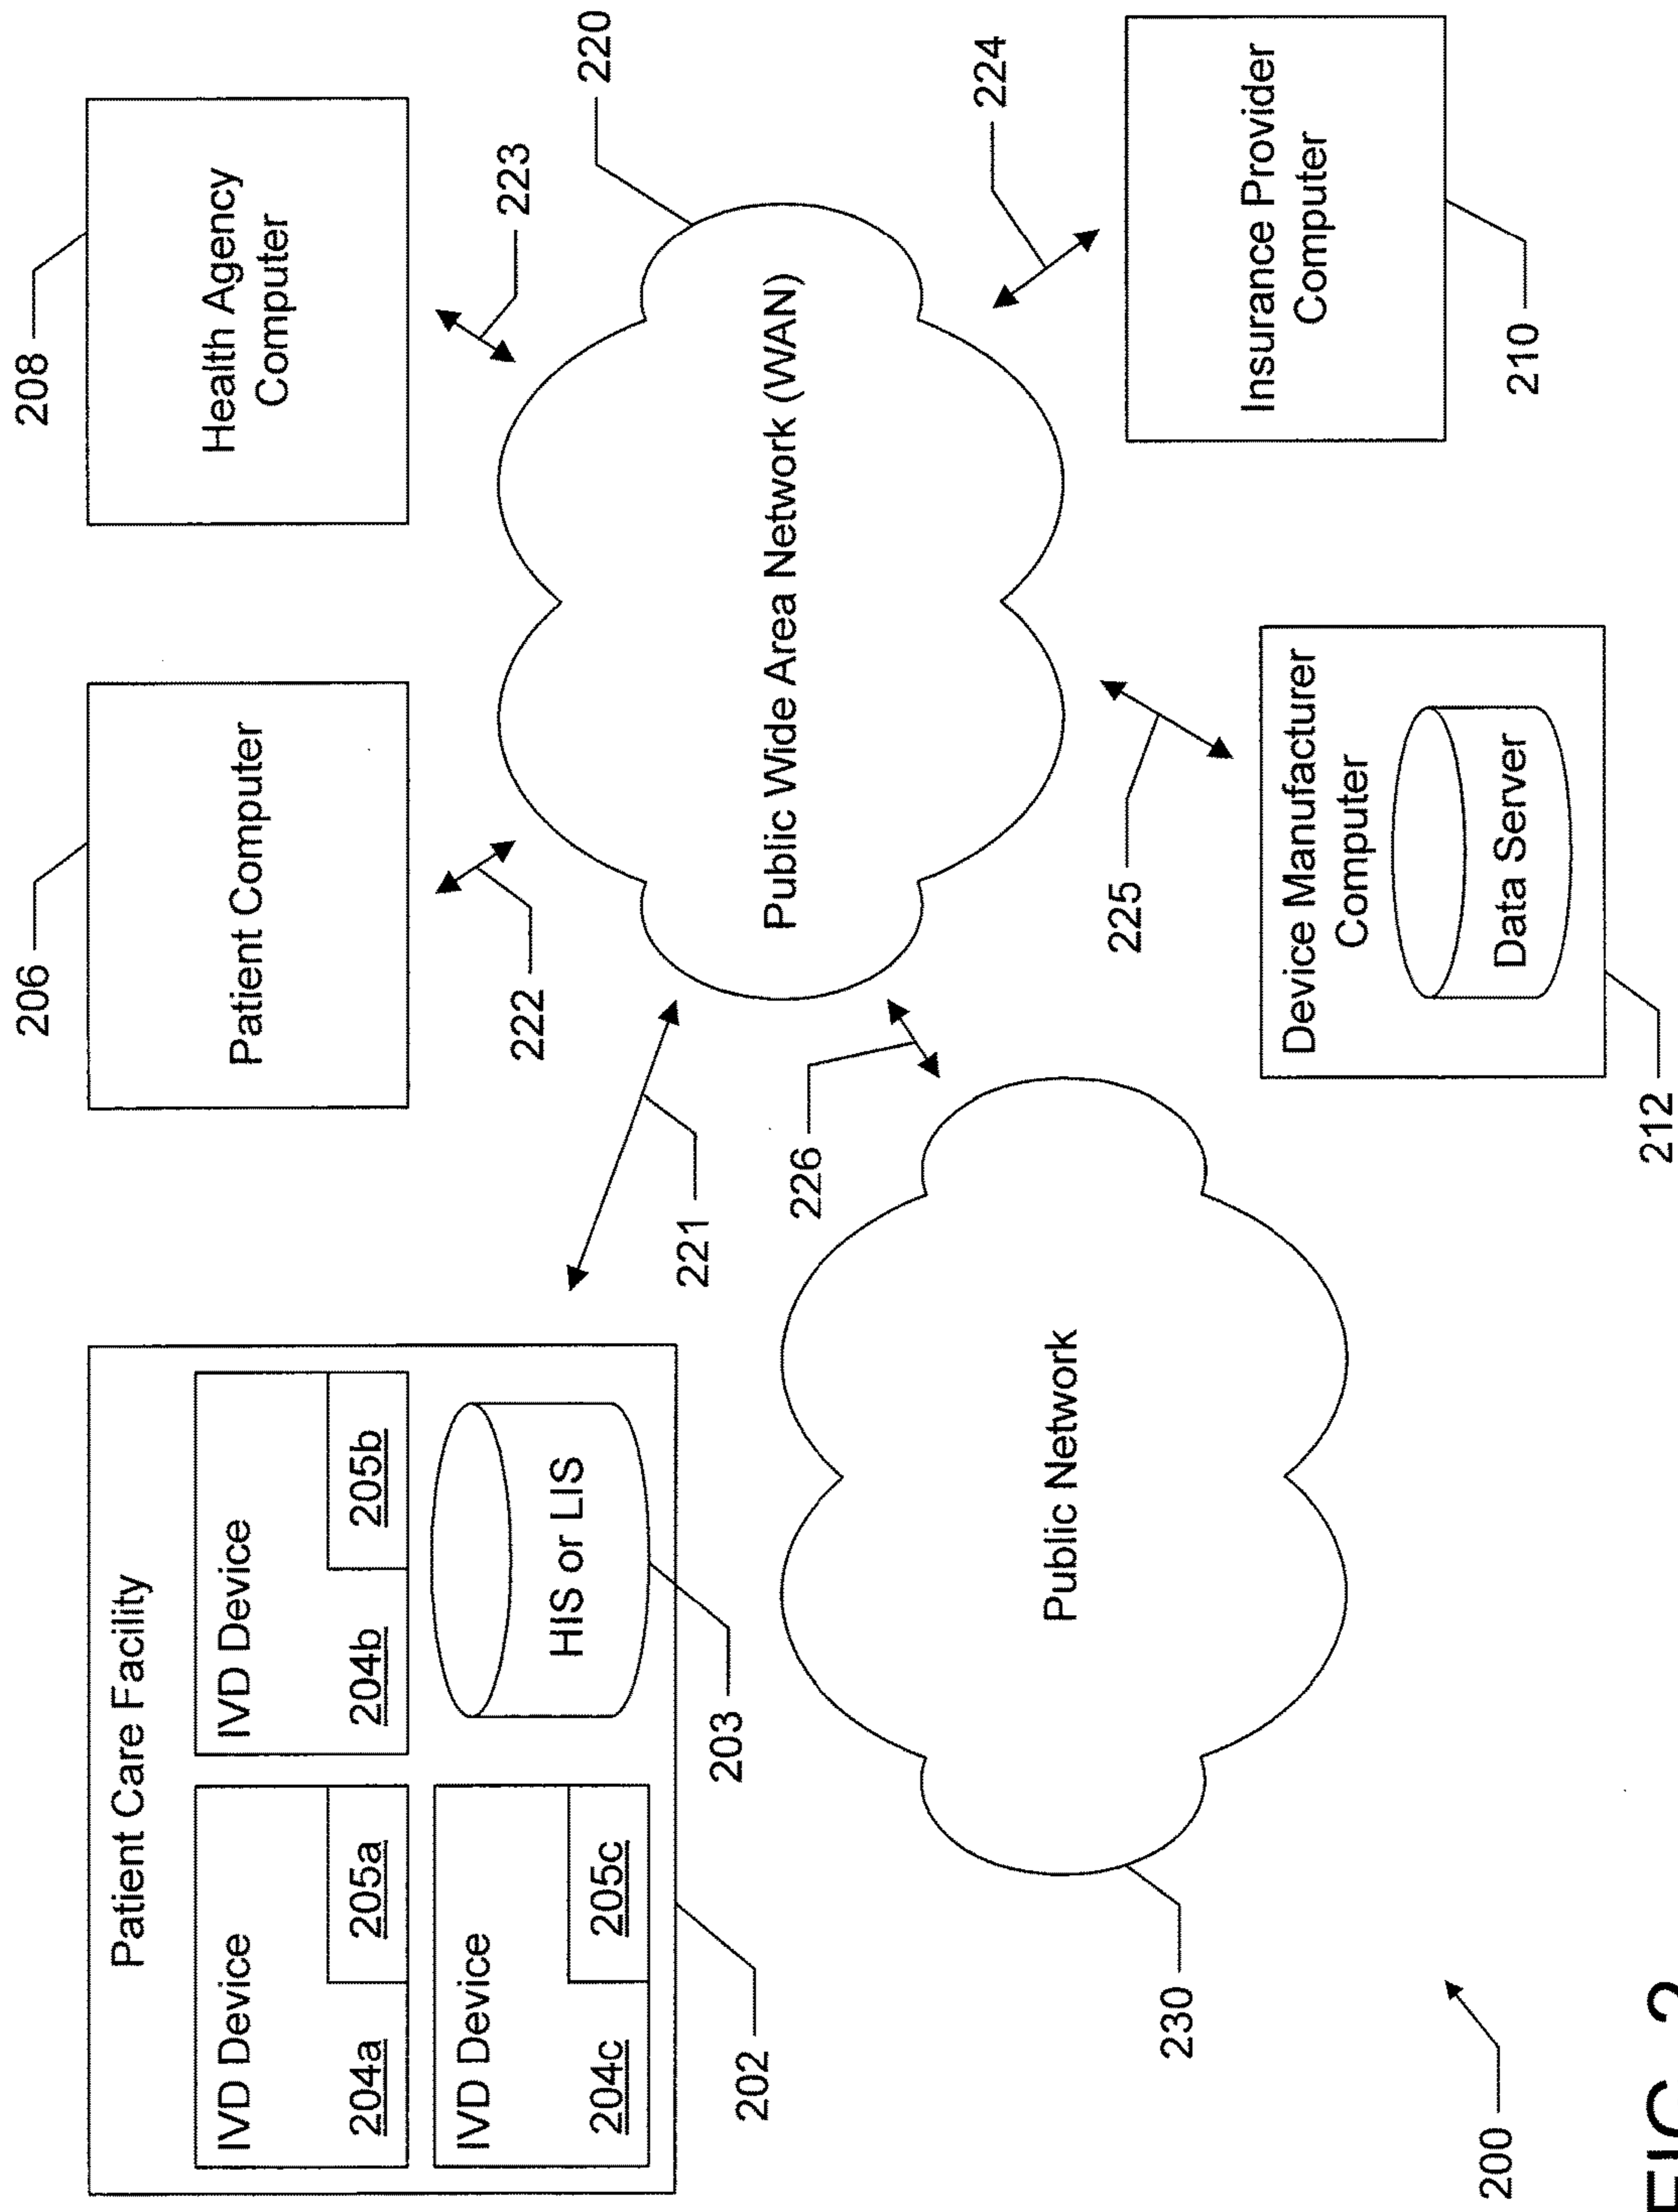 Patient Care Facility
IVD Device
204a
205a
IVD Device
204b
205b
IVD Device
204c
205c
HIS or LIS
202
203
206
Patient Computer
208
Health Agency
Computer
221
222
223
220
Public Wide Area Network (WAN)
226
224
225
Public Network
230
Device Manufacturer
Computer
Data Server
212
Insurance Provider
Computer
210
200
FIG. 2